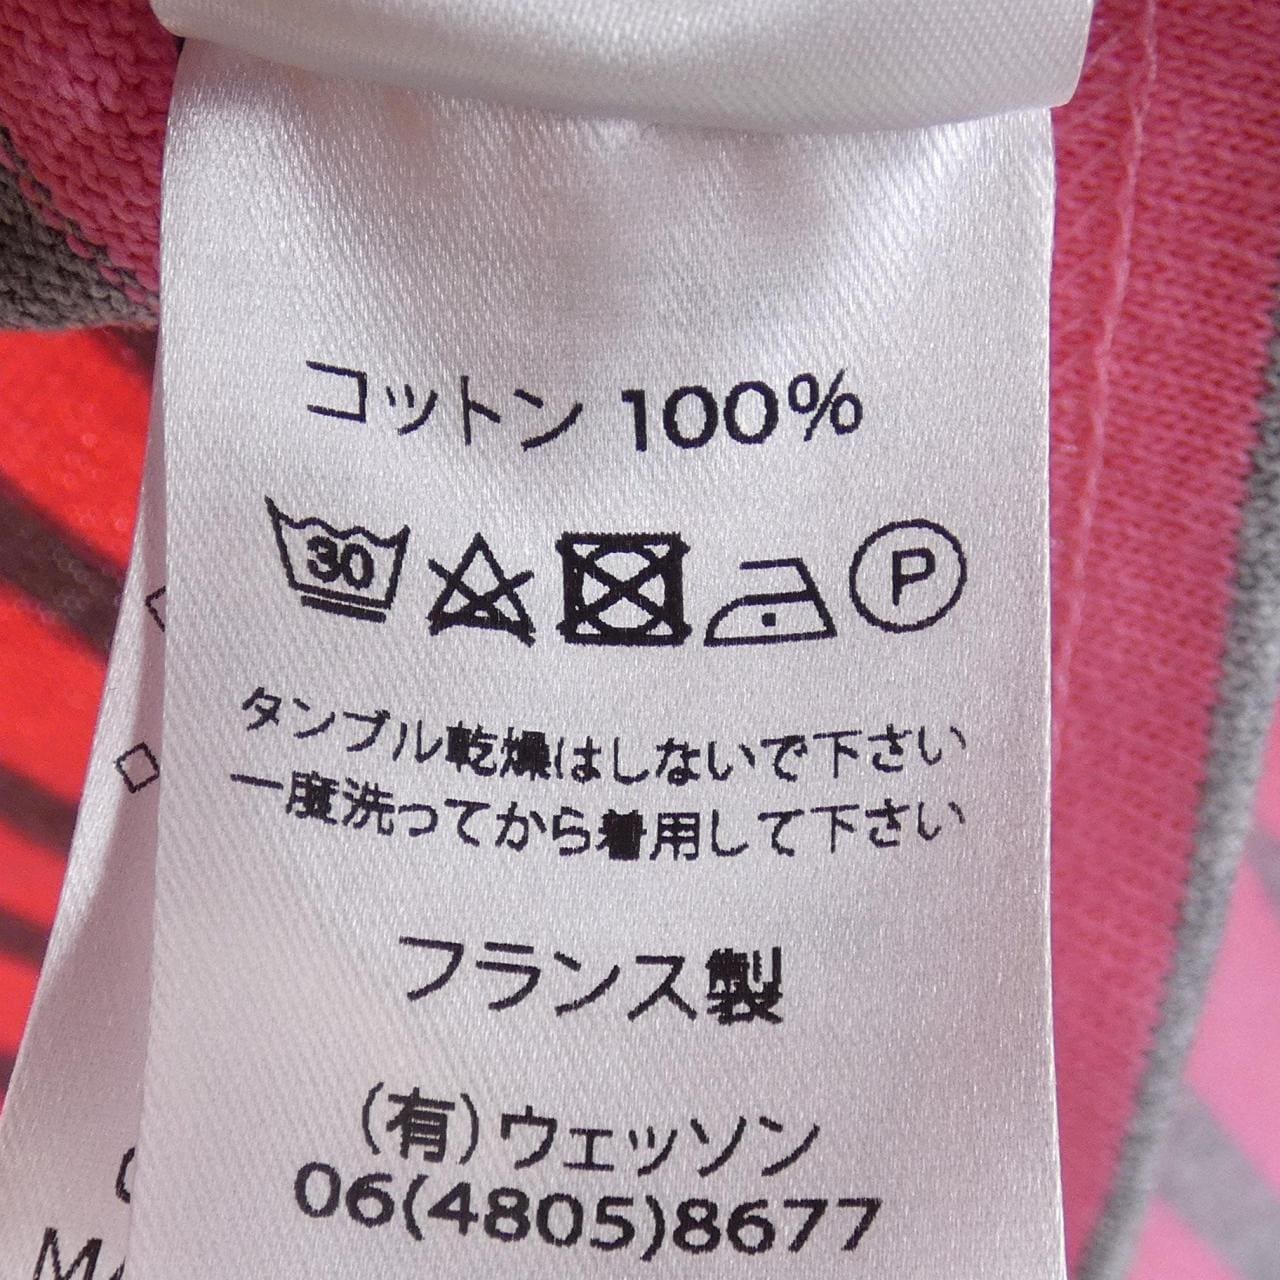 コットン 100%
30
P
タンブル乾燥はしないで下さい
一度洗ってから着用して下さい
フランス製
(有)ウェッソン
06(4805)8677